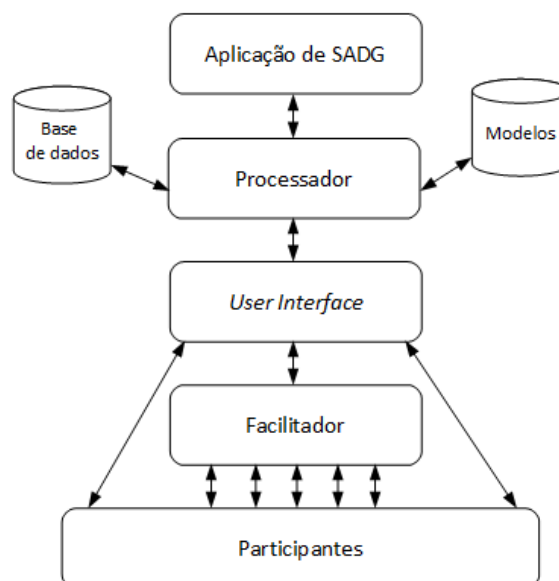 Aplicação de SADG
Base
de dados
Modelos
Processador
User Interface
Facilitador
Participantes